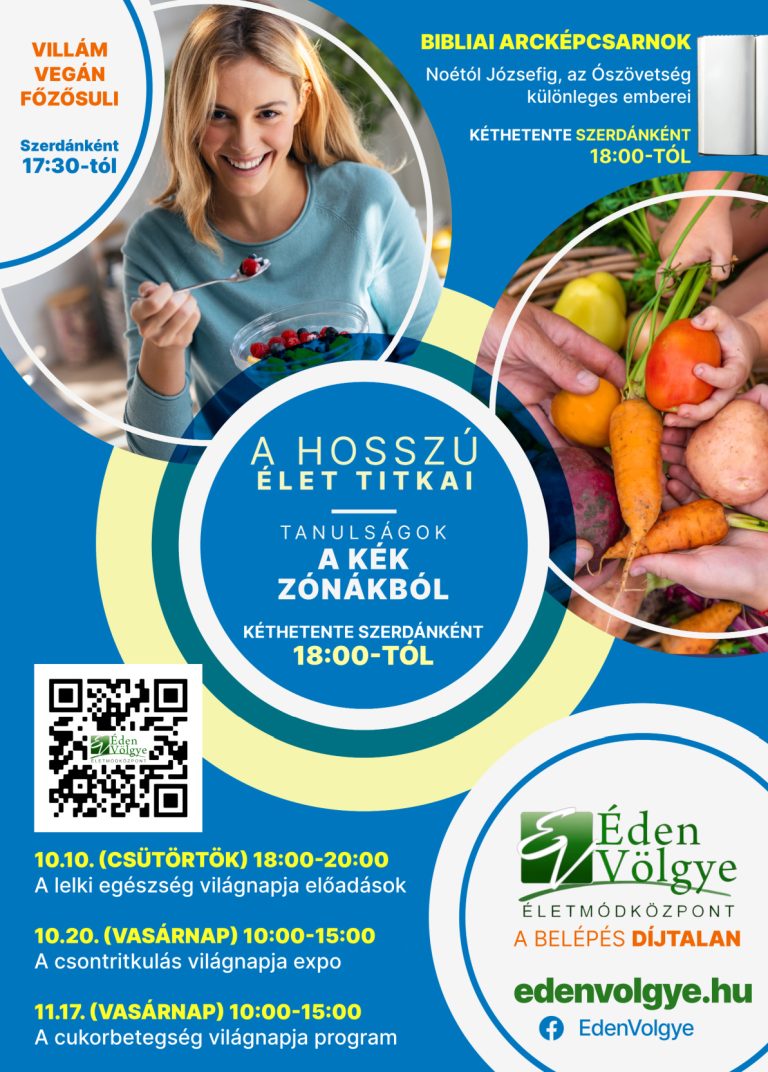 VILLÁM
VEGÁN
FŐZŐSULI
Szerdánként
17:30-tól
BIBLIAI ARCKÉPCSARNOK
Noétól Józsefig, az Ószövetség
különleges emberei
KÉTHETENTE SZERDÁNKÉNT
18:00-TÓL
A HOSSZÚ
ÉLET TITKAI
TANULSÁGOK
A KÉK
ZÓNÁKBÓL
KÉTHETENTE SZERDÁNKÉNT
18:00-TÓL
Éden
Völgye
ÉLETMÓDKÖZPONT
10.10. (CSÜTÖRTÖK) 18:00-20:00
A lelki egészség világnapja előadások
10.20. (VASÁRNAP) 10:00-15:00
A csontritkulás világnapja expo
11.17. (VASÁRNAP) 10:00-15:00
A cukorbetegség világnapja program
EV Éden
Völgye
ÉLETMÓDKÖZPONT
A BELÉPÉS DÍJTALAN
edenvolgye.hu
EdenVolgye